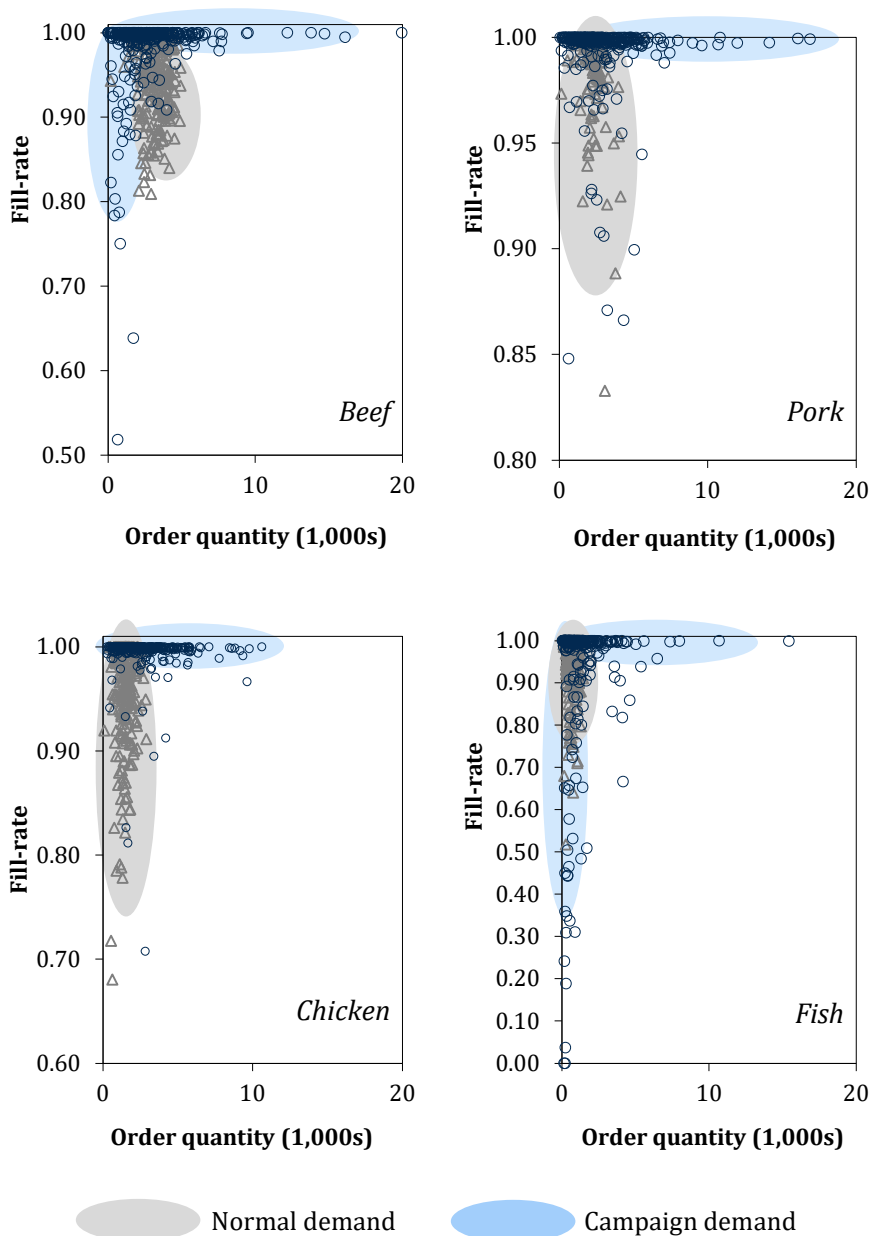 1.00
0.90
0.80
0.70
0.60
0.50
Fill-rate
0
10
20
Order quantity (1,000s)
Beef
1.00
0.95
0.90
0.85
0.80
Fill-rate
0
10
20
Order quantity (1,000s)
Pork
1.00
0.90
0.80
0.70
0.60
Fill-rate
0
10
20
Order quantity (1,000s)
Chicken
1.00
0.90
0.80
0.70
0.60
0.50
0.40
0.30
0.20
0.10
0.00
Fill-rate
0
10
20
Order quantity (1,000s)
Fish
Normal demand
Campaign demand